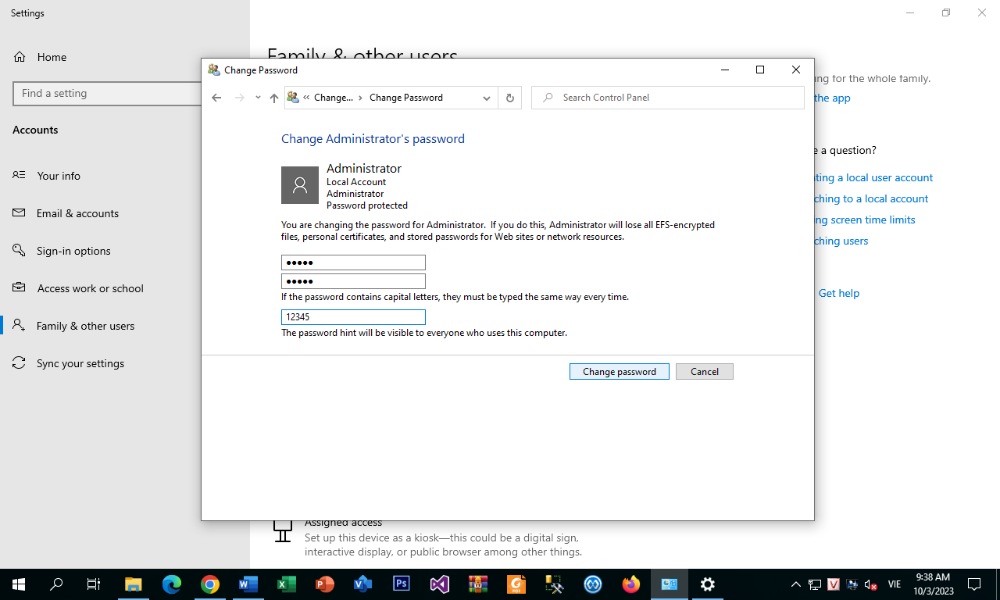 Settings
Home
Find a setting
Accounts
Your info
Email & accounts
Sign-in options
Access work or school
Family & other users
Sync your settings
Family & other users
Change Password
« Change... › Change Password
Search Control Panel
Change Administrator's password
Administrator
Local Account
Administrator
Password protected
You are changing the password for Administrator.  If you do this, Administrator will lose all EFS-encrypted
files, personal certificates, and stored passwords for Web sites or network resources.
●●●●●
●●●●●
If the password contains capital letters, they must be typed the same way every time.
12345
The password hint will be visible to everyone who uses this computer.
Change password
Cancel
for the whole family.
the app
a question?
a local user account
to a local account
screen time limits
users
Get help
Assigned access
Set up this device as a kiosk—this could be a digital sign,
interactive display, or public browser among other things.
VIE
9:38 AM
10/3/2023